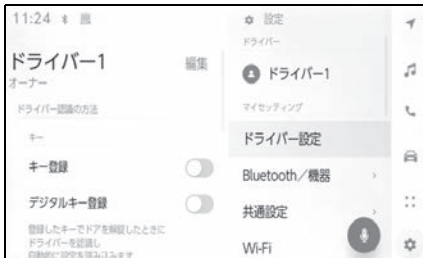 11:24
ドライバー1
編集
オーナー
ドライバー認識の方法
キー
キー登録
デジタルキー登録
登録したキーでドアを解錠したときに
ドライバーを認識し
自動的に設定を読み込みます
設定
ドライバー
ドライバー1
マイセッティング
ドライバー設定
Bluetooth／機器
共通設定
Wi-Fi